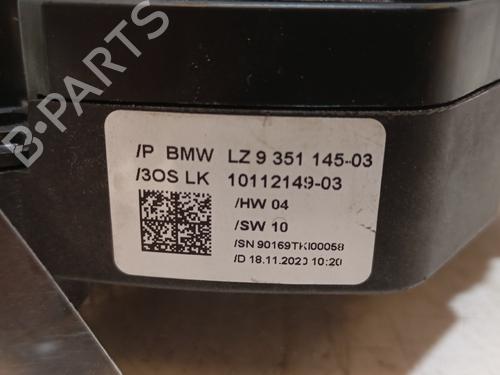 B-PARTS
/P BMW LZ 9 351 145-03
/3OS LK 10112149-03
/HW 04
/SW 10
/SN 90169TKI00058
/D 18.11.2020 10:20